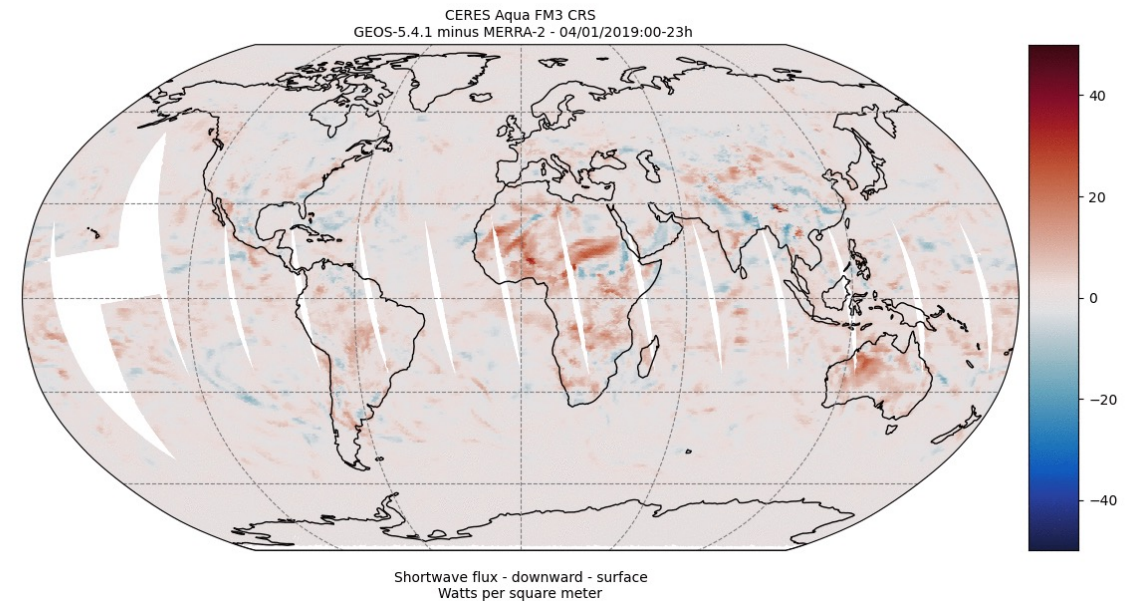 CERES Aqua FM3 CRS
GEOS-5.4.1 minus MERRA-2 - 04/01/2019:00-23h
40
20
0
−20
−40
Shortwave flux - downward - surface
Watts per square meter